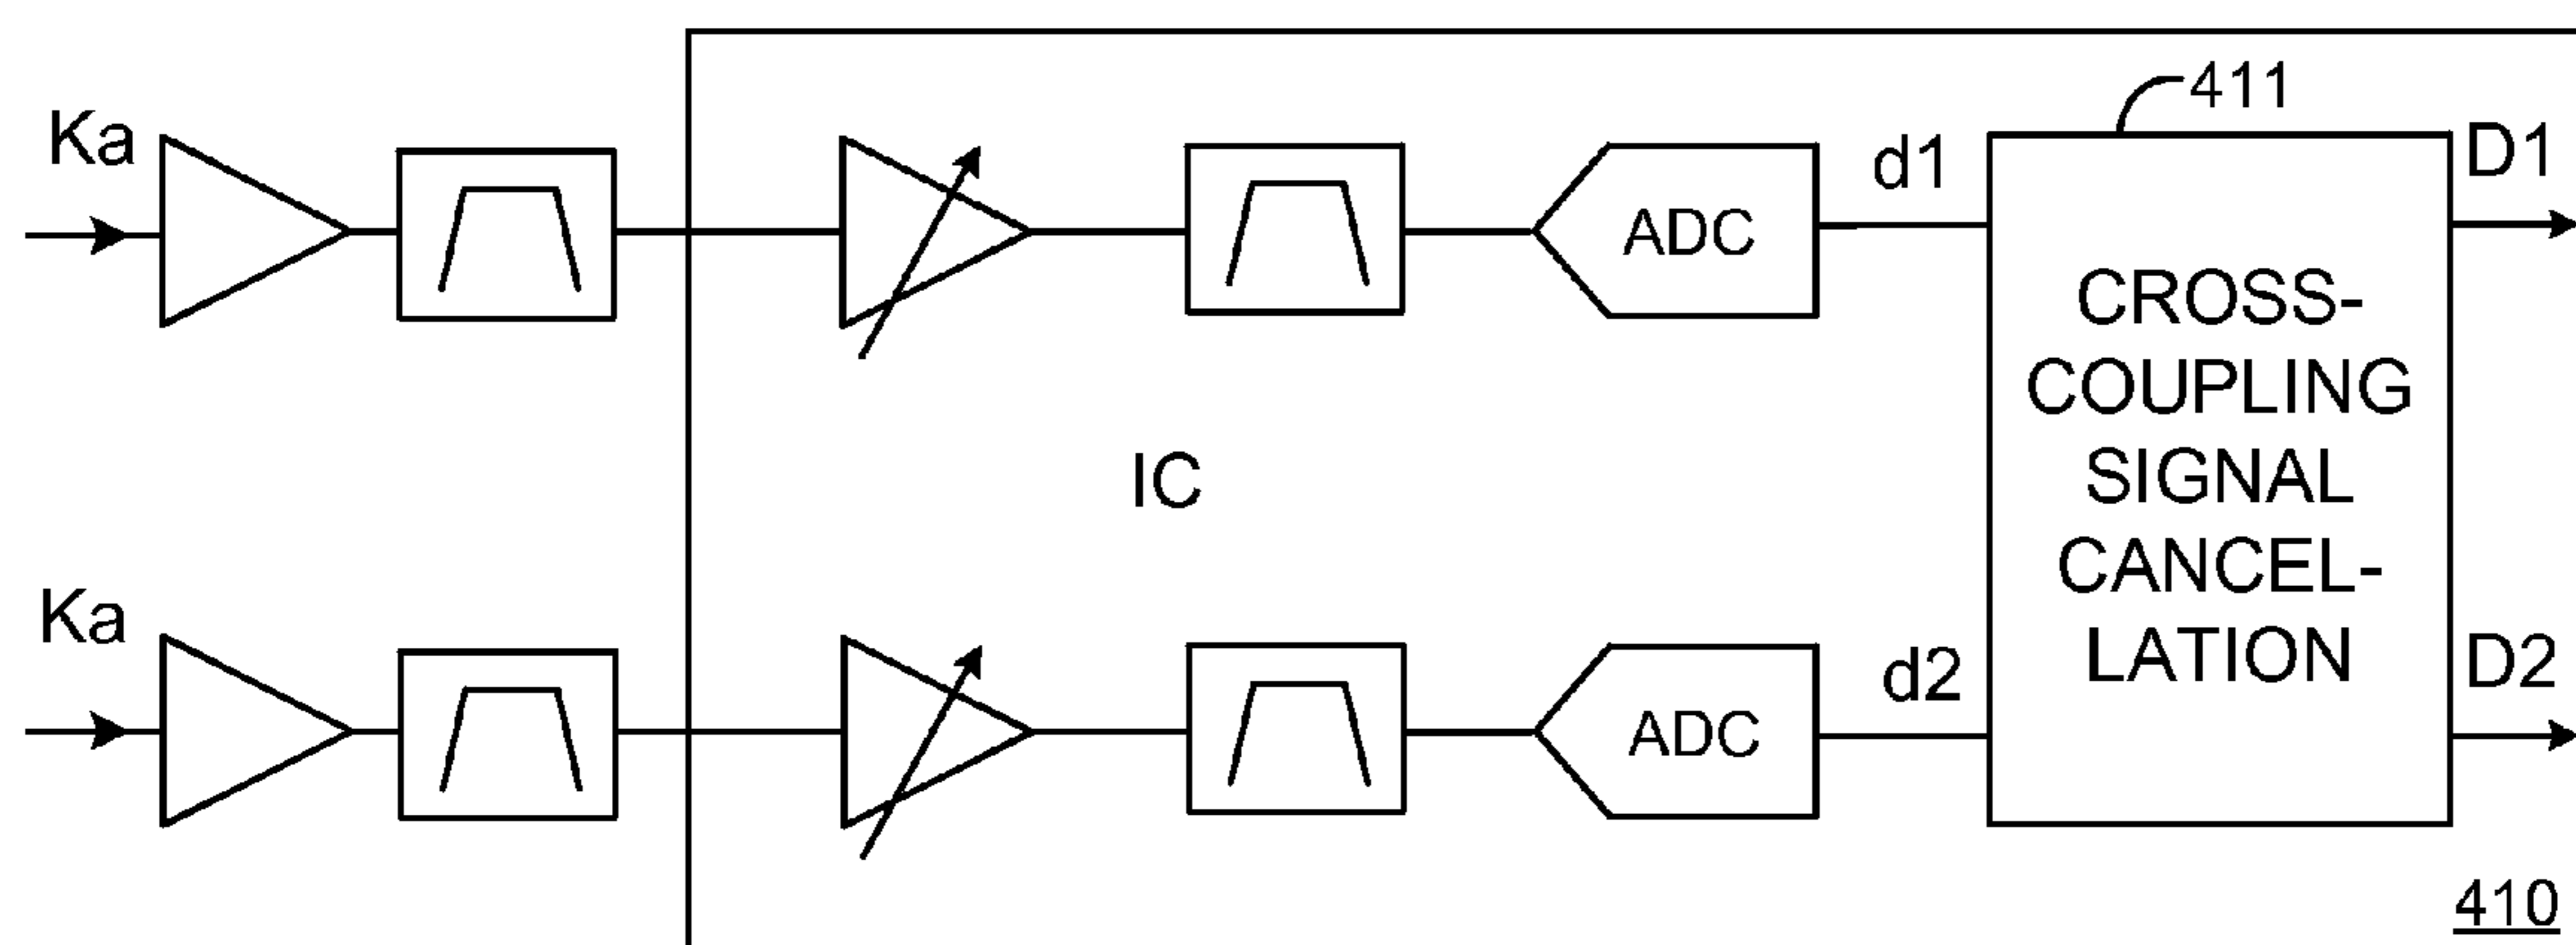 411
Ka
d1
D1
ADC
CROSS-
COUPLING
SIGNAL
CANCEL-
LATION
IC
Ka
d2
D2
ADC
410